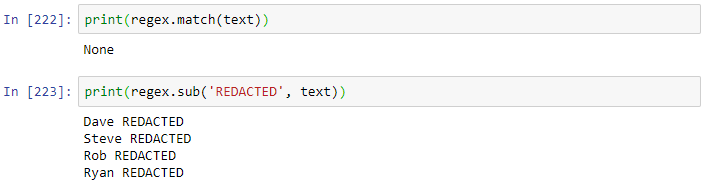 In [222]: print(regex.match(text))
None
In [223]: print(regex.sub('REDACTED', text))
Dave REDACTED
Steve REDACTED
Rob REDACTED
Ryan REDACTED